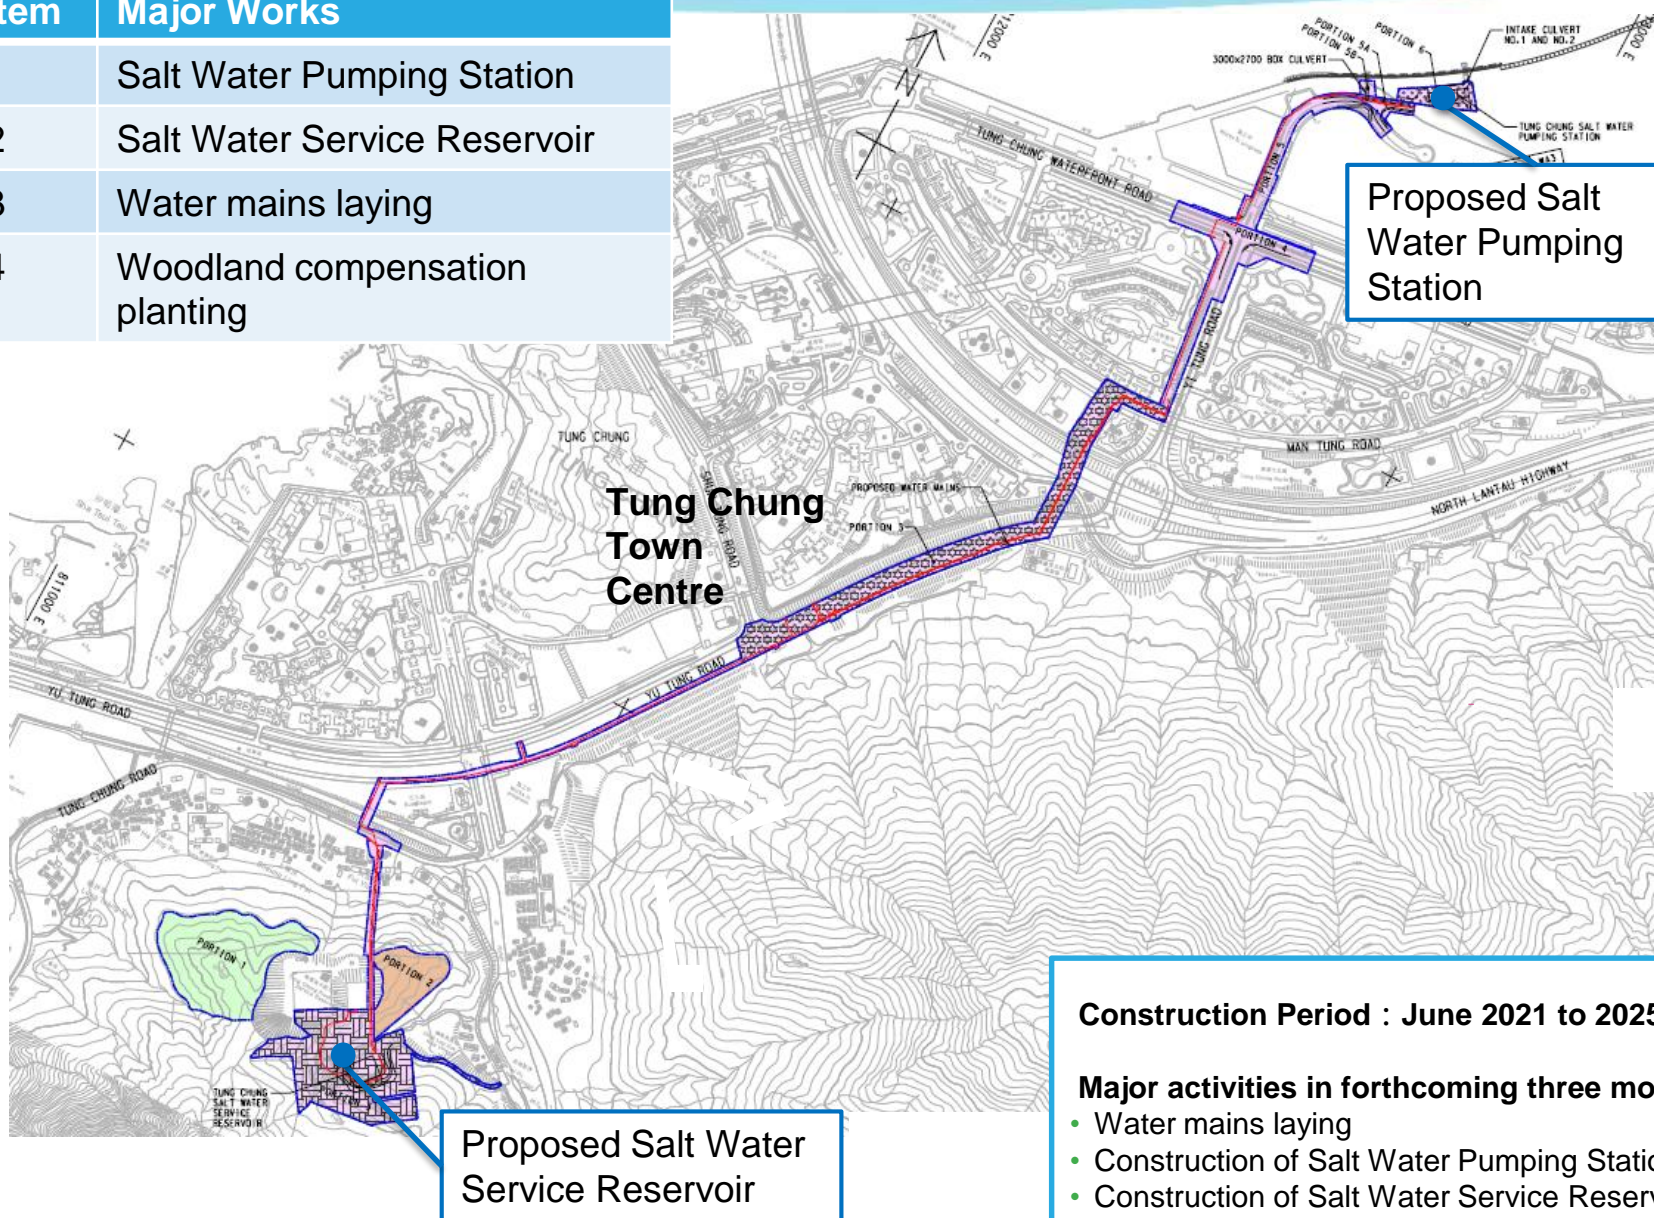 tem Major Works
Salt Water Pumping Station
2 Salt Water Service Reservoir
3 Water mains laying
4 Woodland compensation
planting
812000 E
PORTION 5A
PORTION 5B
PORTION 6
INTAKE CULVERT
NO.1 AND NO.2
3000x2700 BOX CULVERT
TUNG CHUNG SALT WATER
PUMPING STATION
TUNG CHUNG WATERFRONT ROAD
PORTION 5
PORTION 4
Proposed Salt
Water Pumping
Station
YI TUNG ROAD
MAN TUNG ROAD
NORTH LANTAU HIGHWAY
TUNG CHUNG
Tung Chung
Town
Centre
PROPOSED WATER MAINS
PORTION 3
811000 E
YU TUNG ROAD
YU TUNG ROAD
TUNG CHUNG ROAD
PORTION 1
PORTION 2
TUNG CHUNG
SALT WATER
SERVICE
RESERVOIR
Proposed Salt Water
Service Reservoir
Construction Period : June 2021 to 2025
Major activities in forthcoming three mo
• Water mains laying
• Construction of Salt Water Pumping Statio
• Construction of Salt Water Service Reserv